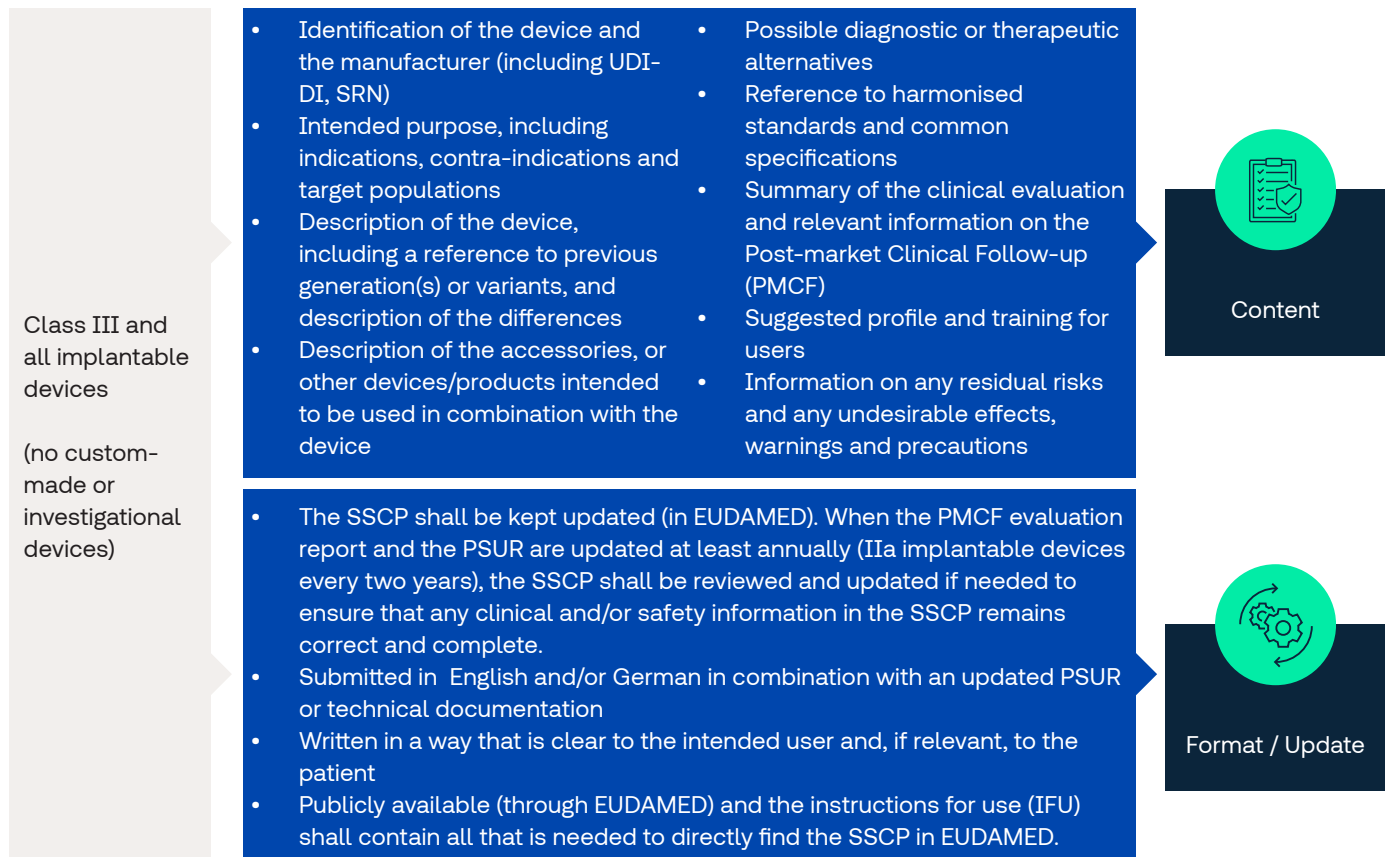 Class III and
all implantable
devices
(no custom-
made or
investigational
devices)
• Identification of the device and
the manufacturer (including UDI-
DI, SRN)
• Intended purpose, including
indications, contra-indications and
target populations
• Description of the device,
including a reference to previous
generation(s) or variants, and
description of the differences
• Description of the accessories, or
other devices/products intended
to be used in combination with the
device
• Possible diagnostic or therapeutic
alternatives
• Reference to harmonised
standards and common
specifications
• Summary of the clinical evaluation
and relevant information on the
Post-market Clinical Follow-up
(PMCF)
• Suggested profile and training for
users
• Information on any residual risks
and any undesirable effects,
warnings and precautions
Content
• The SSCP shall be kept updated (in EUDAMED). When the PMCF evaluation
report and the PSUR are updated at least annually (IIa implantable devices
every two years), the SSCP shall be reviewed and updated if needed to
ensure that any clinical and/or safety information in the SSCP remains
correct and complete.
• Submitted in  English and/or German in combination with an updated PSUR
or technical documentation
• Written in a way that is clear to the intended user and, if relevant, to the
patient
• Publicly available (through EUDAMED) and the instructions for use (IFU)
shall contain all that is needed to directly find the SSCP in EUDAMED.
Format / Update